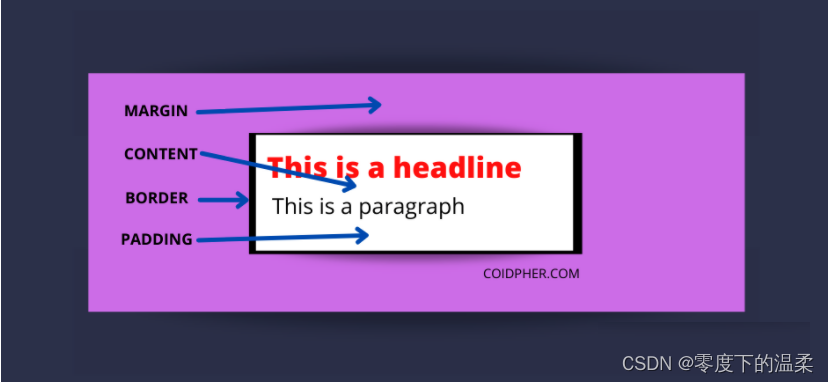 MARGIN
CONTENT
This is a headline
BORDER
This is a paragraph
PADDING
COIDPHER.COM
CSDN @零度下的温柔